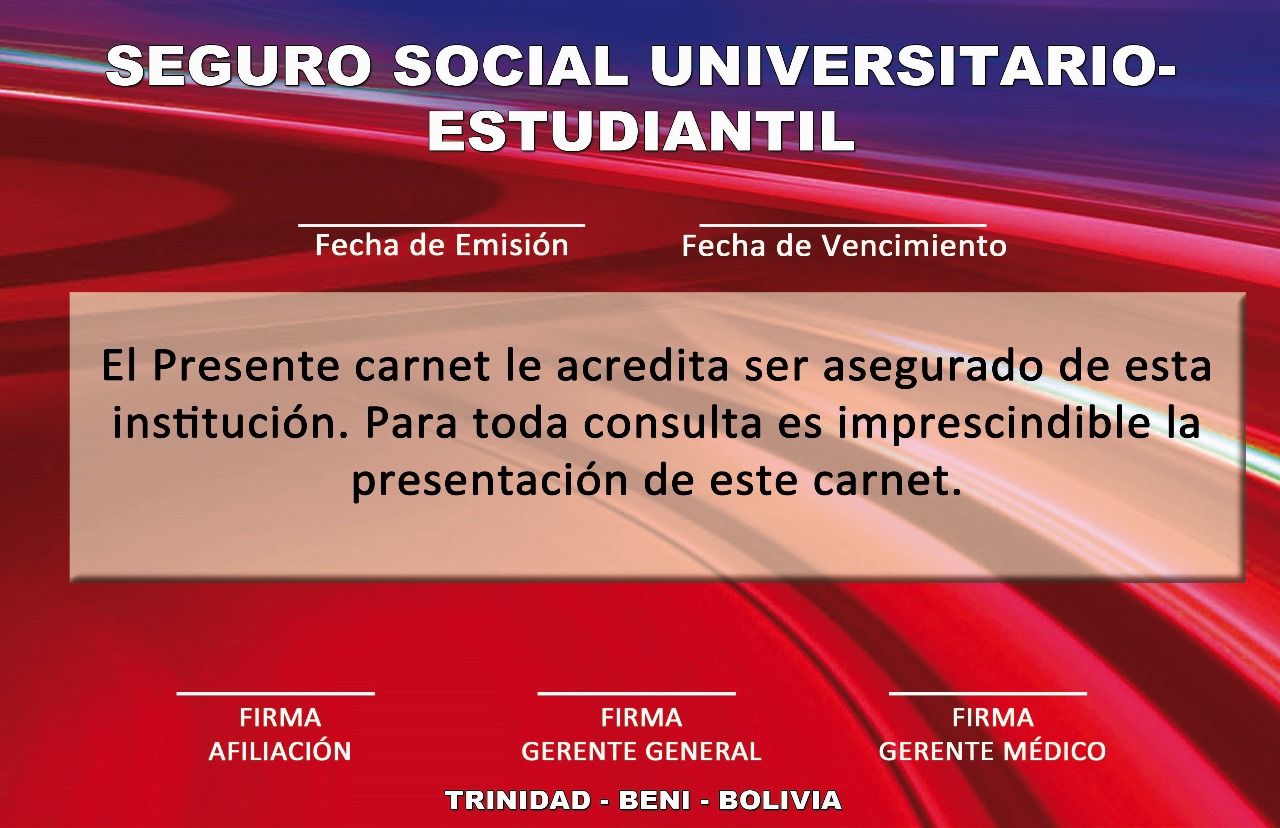 SEGURO SOCIAL UNIVERSITARIO-
ESTUDIANTIL
Fecha de Emisión
Fecha de Vencimiento
El Presente carnet le acredita ser asegurado de esta
institución. Para toda consulta es imprescindible la
presentación de este carnet.
FIRMA
AFILIACIÓN
FIRMA
GERENTE GENERAL
FIRMA
GERENTE MÉDICO
TRINIDAD - BENI - BOLIVIA